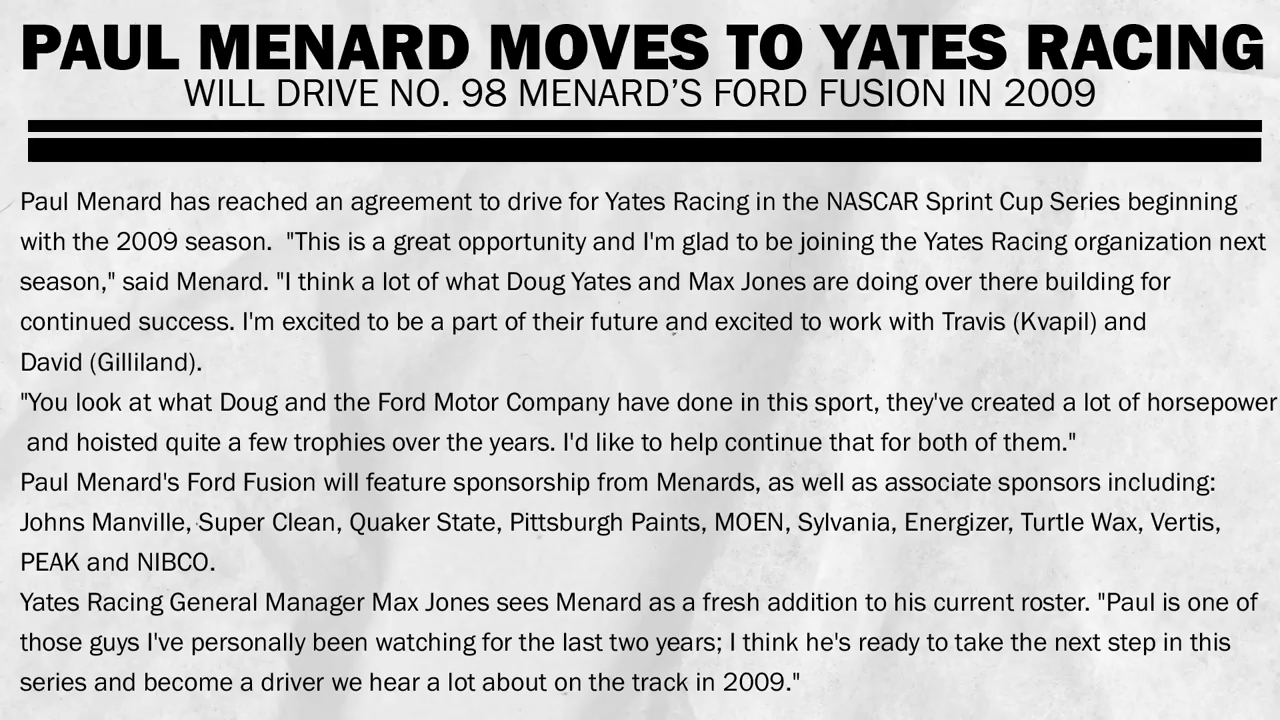 PAUL MENARD MOVES TO YATES RACING
WILL DRIVE NO. 98 MENARD'S FORD FUSION IN 2009
Paul Menard has reached an agreement to drive for Yates Racing in the NASCAR Sprint Cup Series beginning
with the 2009 season.  "This is a great opportunity and I'm glad to be joining the Yates Racing organization next
season," said Menard. "I think a lot of what Doug Yates and Max Jones are doing over there building for
continued success. I'm excited to be a part of their future and excited to work with Travis (Kvapil) and
David (Gilliland).
"You look at what Doug and the Ford Motor Company have done in this sport, they've created a lot of horsepower
and hoisted quite a few trophies over the years. I'd like to help continue that for both of them."
Paul Menard's Ford Fusion will feature sponsorship from Menards, as well as associate sponsors including:
Johns Manville, Super Clean, Quaker State, Pittsburgh Paints, MOEN, Sylvania, Energizer, Turtle Wax, Vertis,
PEAK and NIBCO.
Yates Racing General Manager Max Jones sees Menard as a fresh addition to his current roster. "Paul is one of
those guys I've personally been watching for the last two years; I think he's ready to take the next step in this
series and become a driver we hear a lot about on the track in 2009."